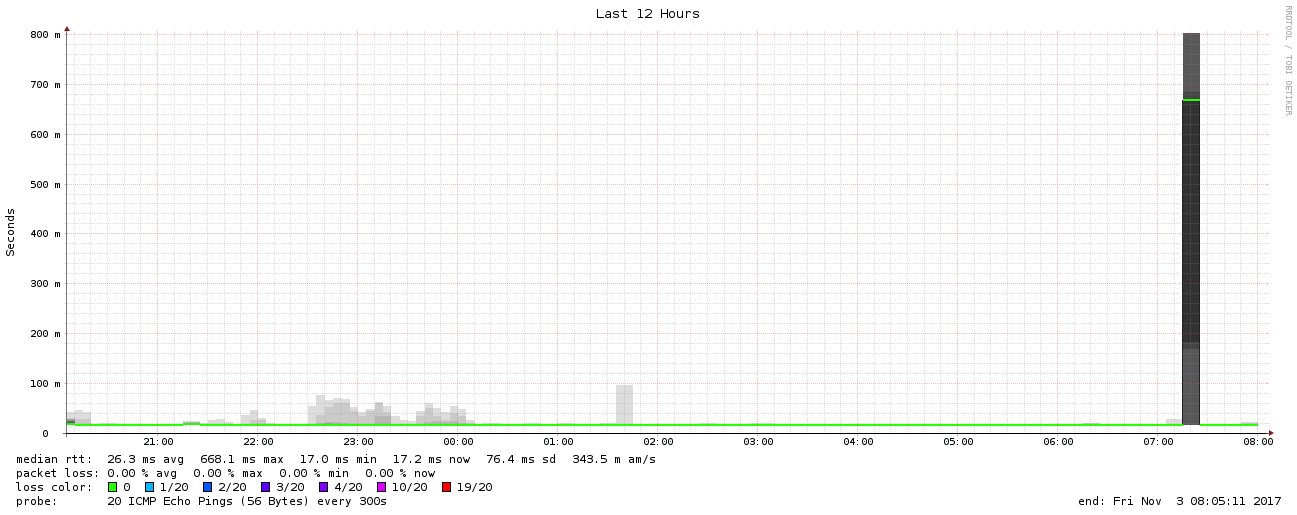 Last 12 Hours
RRDTOOL / TOBI OETIKER
800 m
700 m
600 m
500 m
400 m
300 m
200 m
100 m
0
Seconds
21:00 22:00 23:00 00:00 01:00 02:00 03:00 04:00 05:00 06:00 07:00 08:00
median rtt: 26.3 ms avg 668.1 ms max 17.0 ms min 17.2 ms now 76.4 ms sd 343.5 m am/s
packet loss: 0.00 % avg 0.00 % max 0.00 % min 0.00 % now
loss color: 0 1/20 2/20 3/20 4/20 10/20 19/20
probe: 20 ICMP Echo Pings (56 Bytes) every 300s end: Fri Nov 3 08:05:11 2017